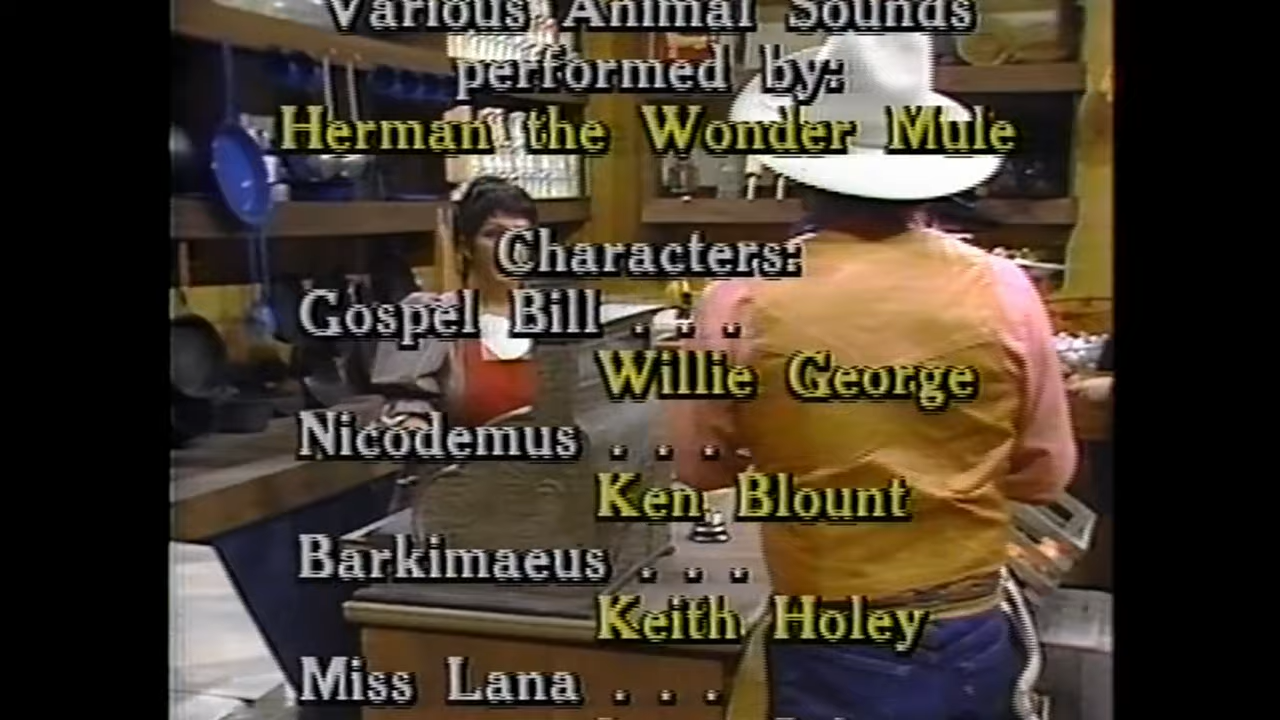 Various Animal Sounds
performed by:
Herman the Wonder Mule
Characters:
Gospel Bill . . .
Willie George
Nicodemus . . .
Ken Blount
Barkimaeus . . .
Keith Holey
Miss Lana . . .